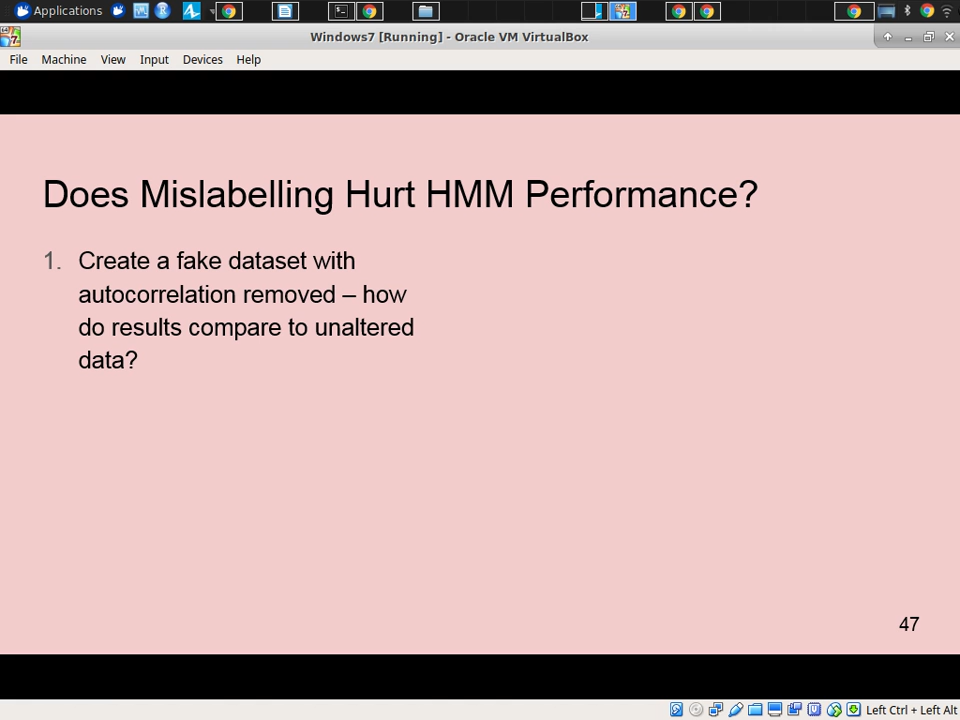 Applications
Windows7 [Running] - Oracle VM VirtualBox
File Machine View Input Devices Help
Does Mislabelling Hurt HMM Performance?
1. Create a fake dataset with
autocorrelation removed – how
do results compare to unaltered
data?
47
Left Ctrl + Left Alt